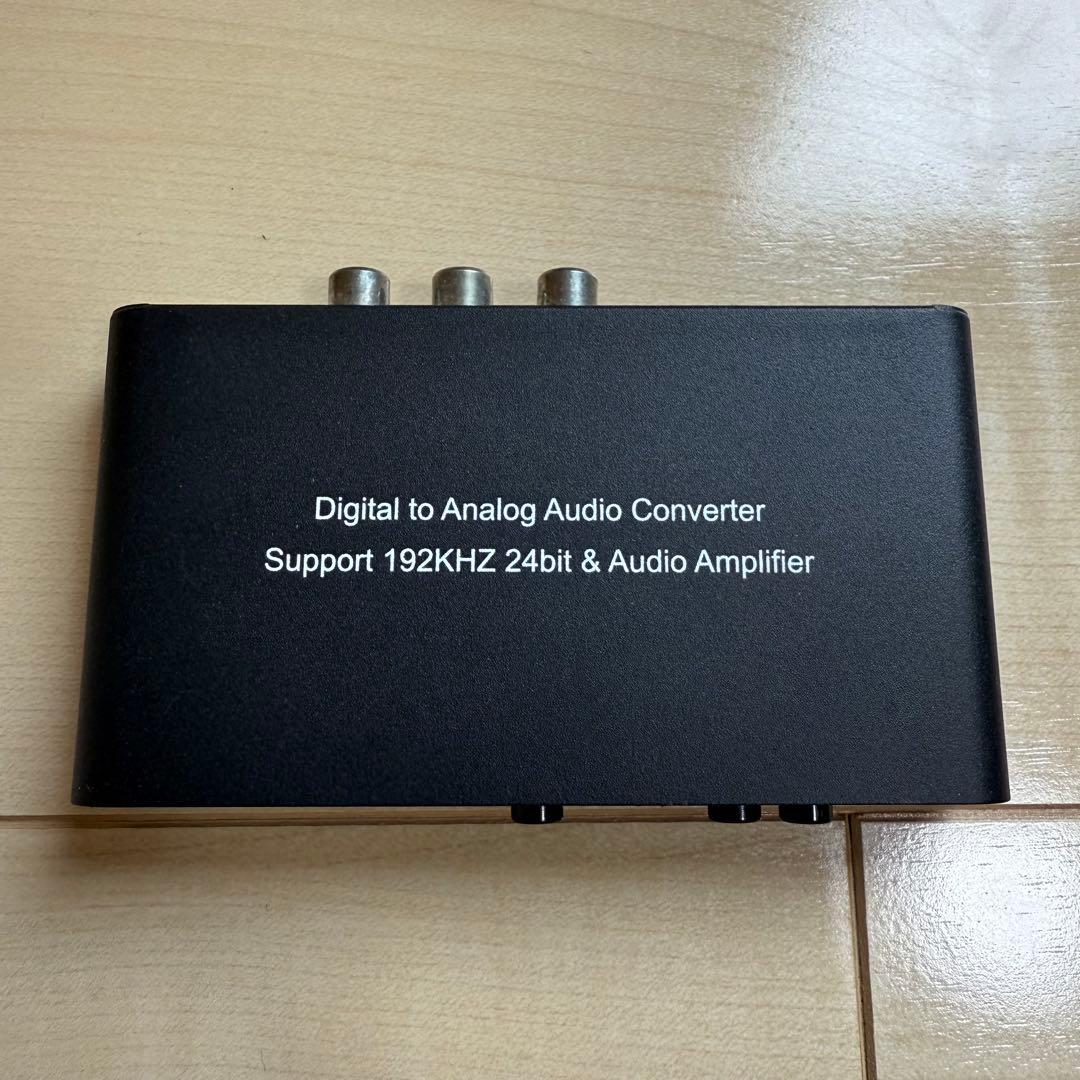 Digital to Analog Audio Converter
Support 192KHZ 24bit & Audio Amplifier